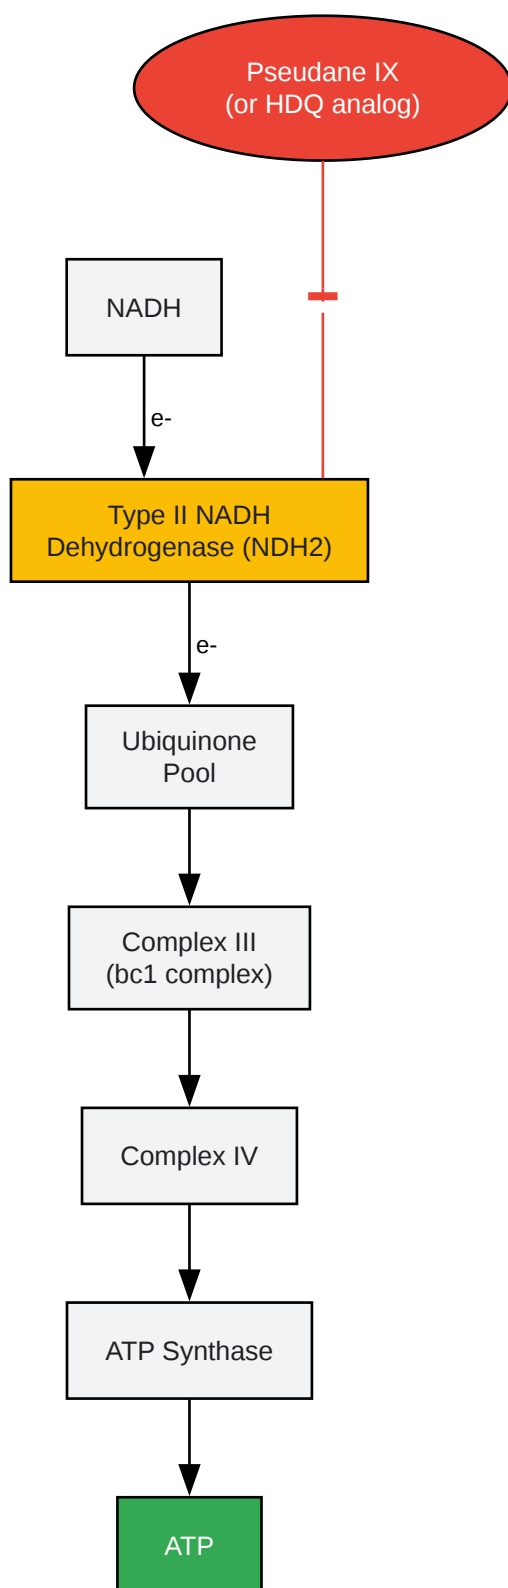 Pseudane IX
(or HDQ analog)
NADH
e-
Type II NADH
Dehydrogenase (NDH2)
e-
Ubiquinone
Pool
Complex III
(bc1 complex)
Complex IV
ATP Synthase
ATP